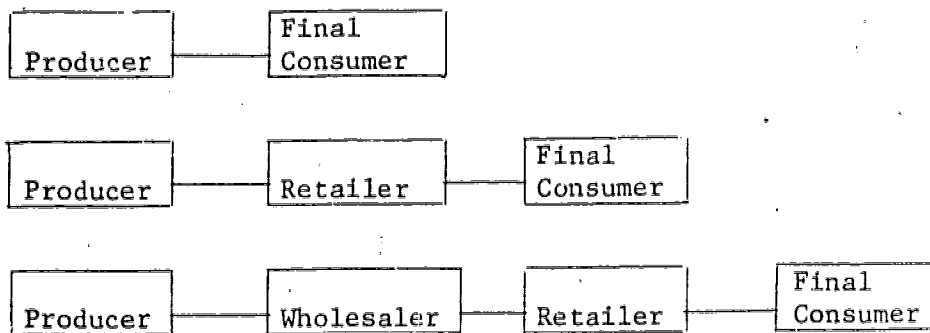 Producer
Final
Consumer
Producer
Retailer
Final
Consumer
Producer
Wholesaler
Retailer
Final
Consumer